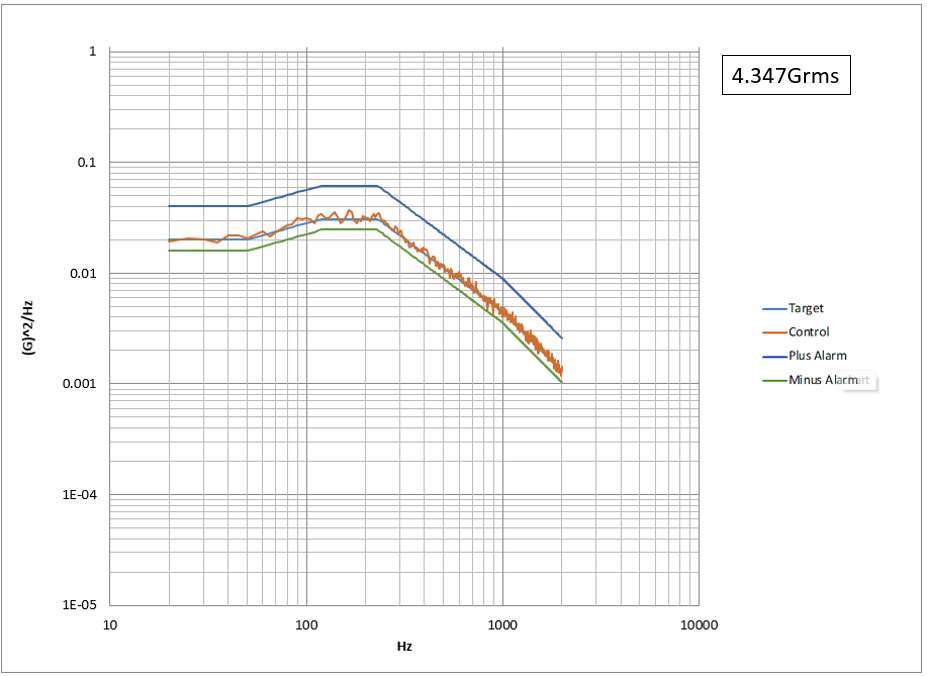 4.347Grms
1
0.1
0.01
0.001
1E-04
1E-05
(G)^2/Hz
10 100 1000 10000
Hz
Target
Control
Plus Alarm
Minus Alarm